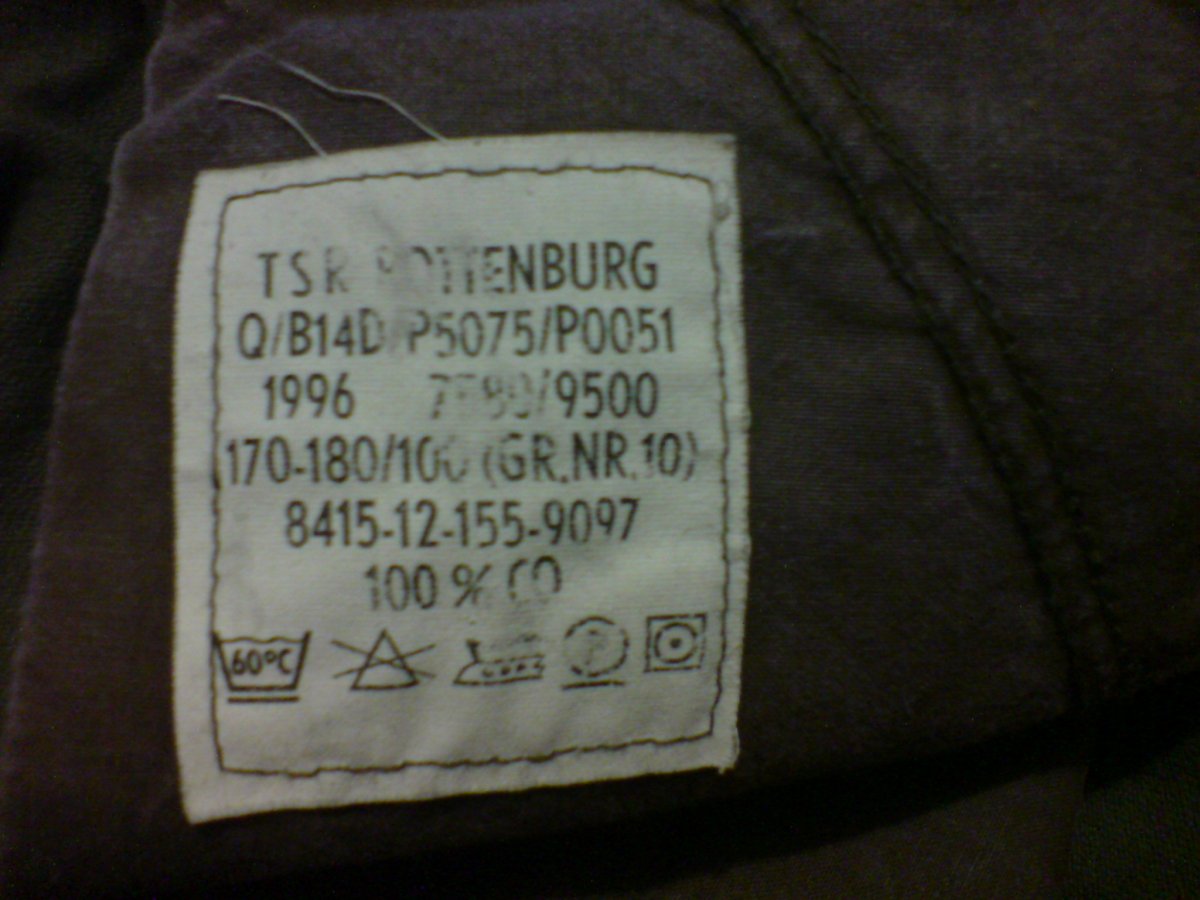 TSR ROTTENBURG
Q/B14D/P5075/P0051
1996 /9500
170-180/100 (GR.NR.10)
8415-12-155-9097
100 % CO
60°C
P